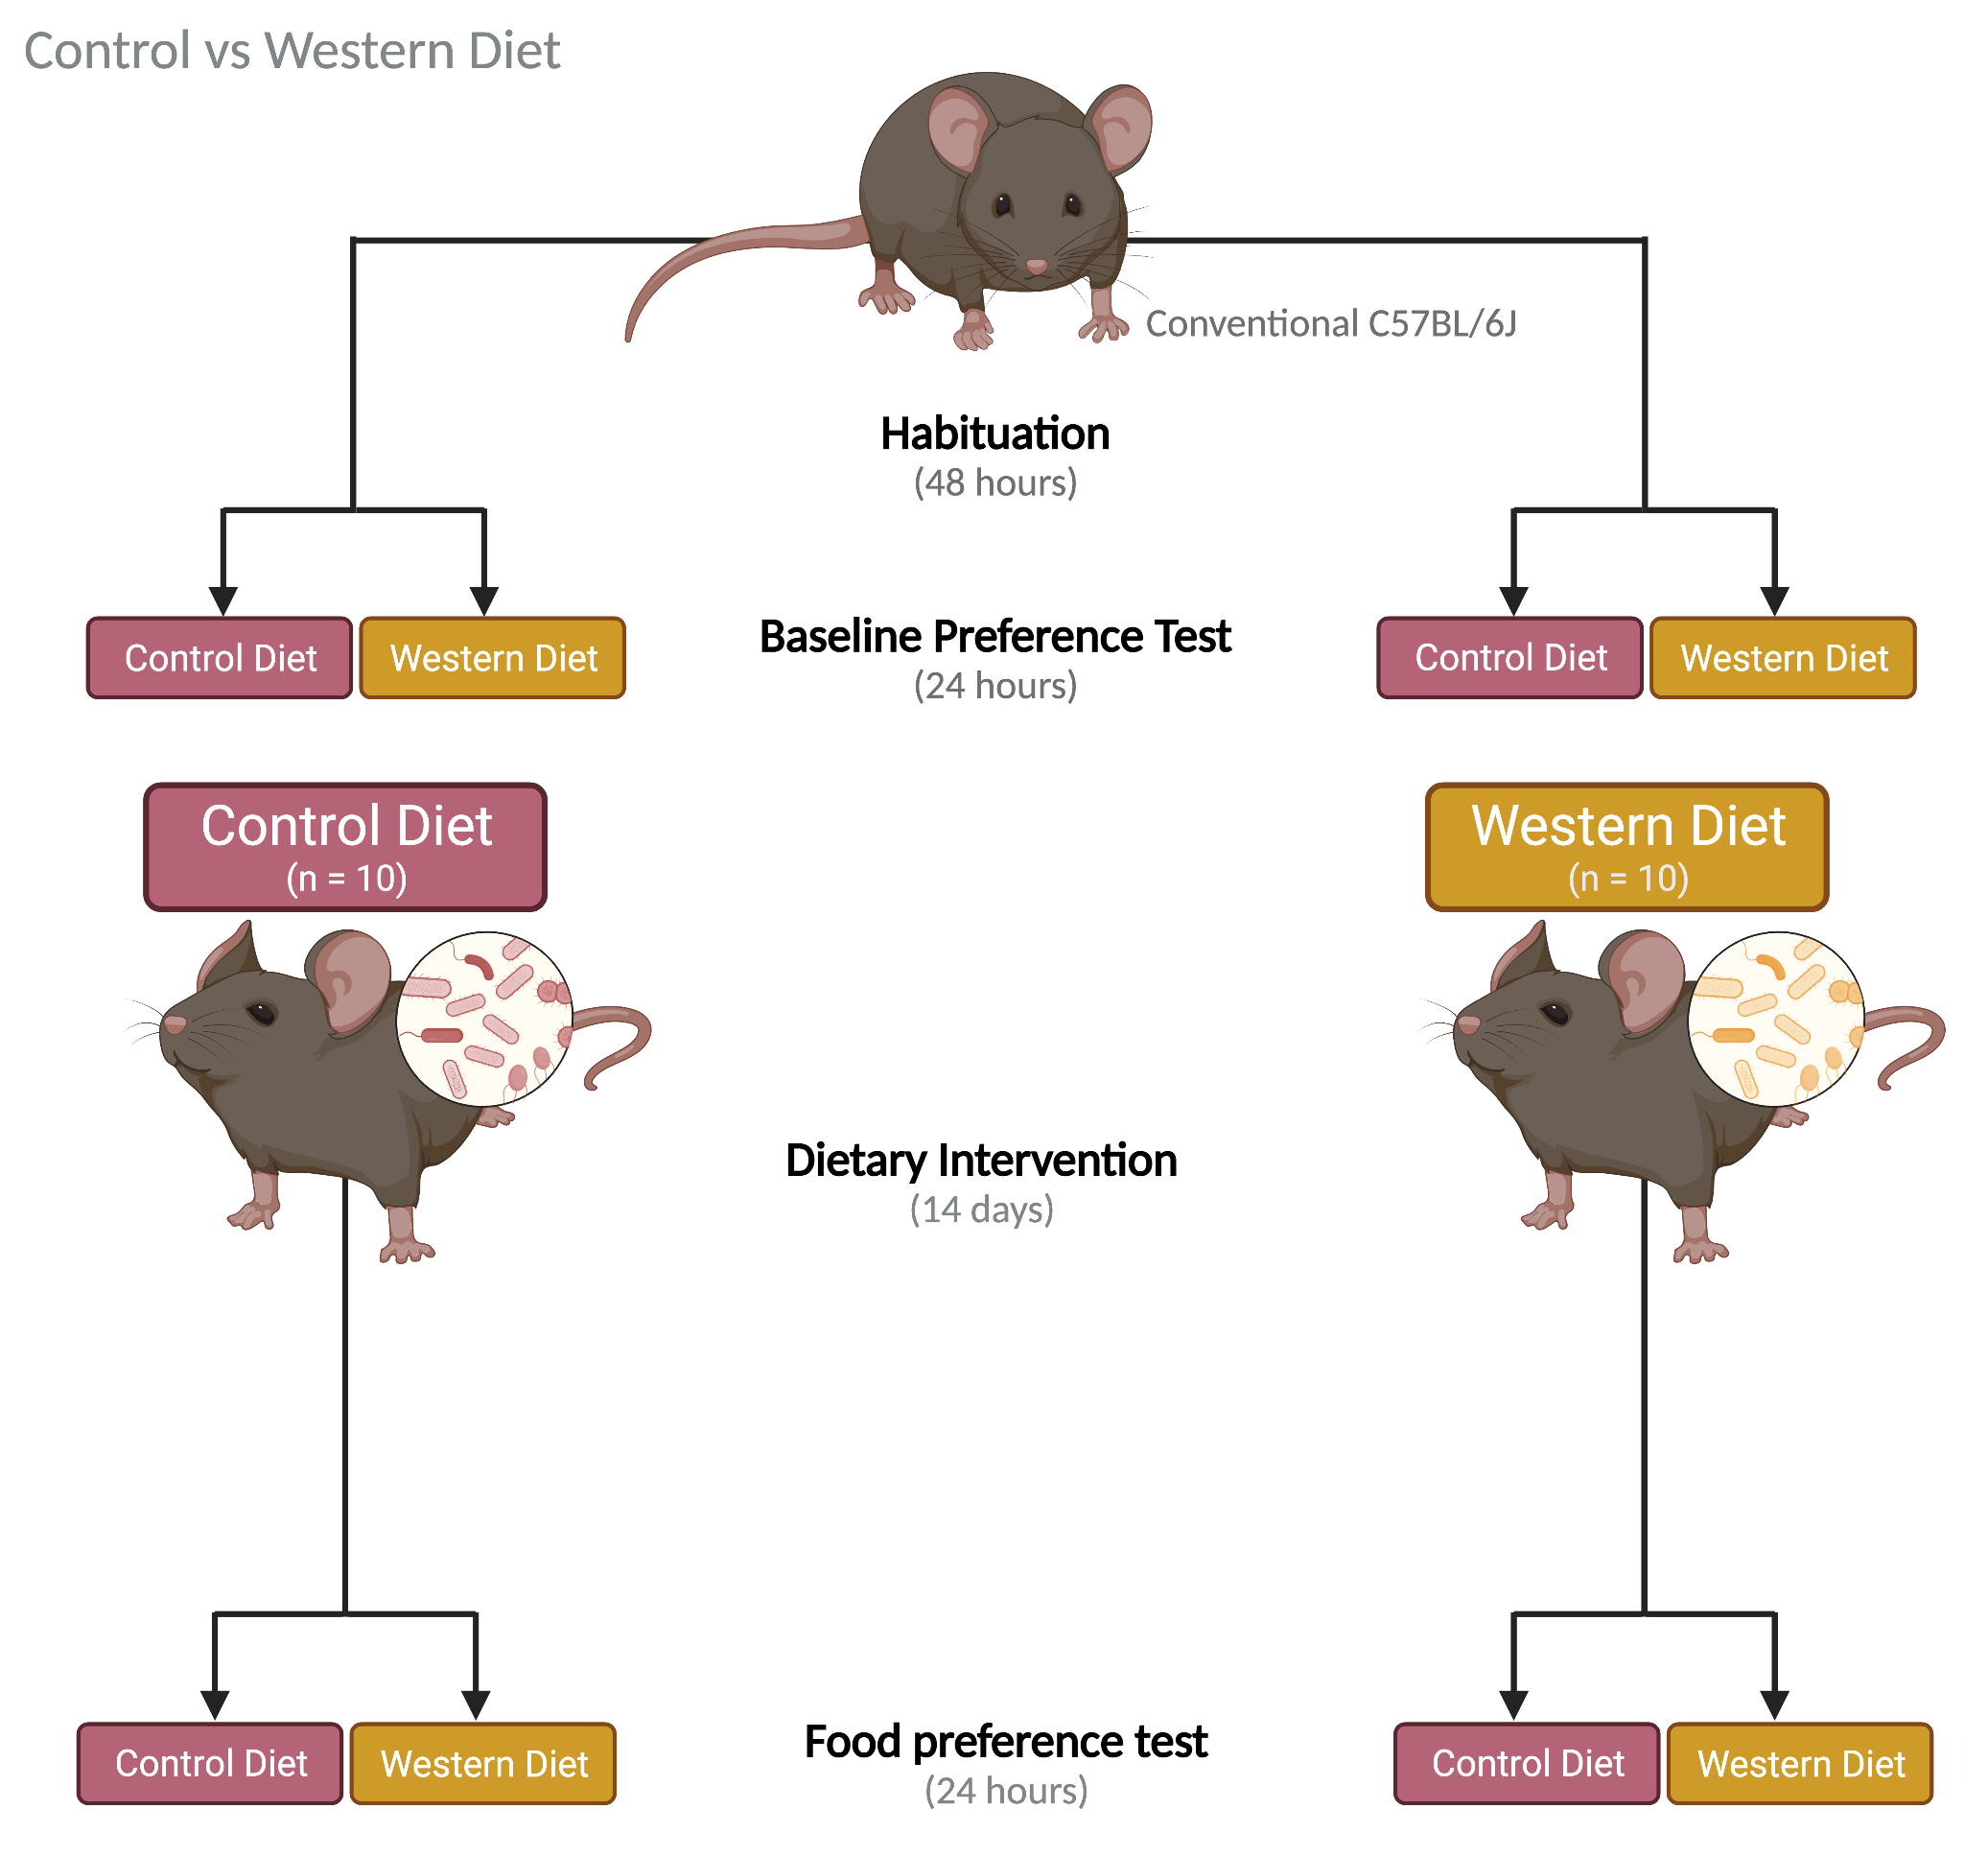 Control vs Western Diet
Conventional C57BL/6J
Habituation
(48 hours)
Control Diet
Western Diet
Baseline Preference Test
(24 hours)
Control Diet
Western Diet
Control Diet
(n = 10)
Western Diet
(n = 10)
Dietary Intervention
(14 days)
Control Diet
Western Diet
Food preference test
(24 hours)
Control Diet
Western Diet